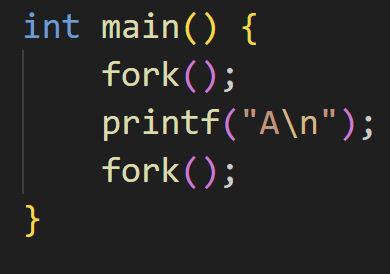 int main() {
    fork();
    printf("A\n");
    fork();
}